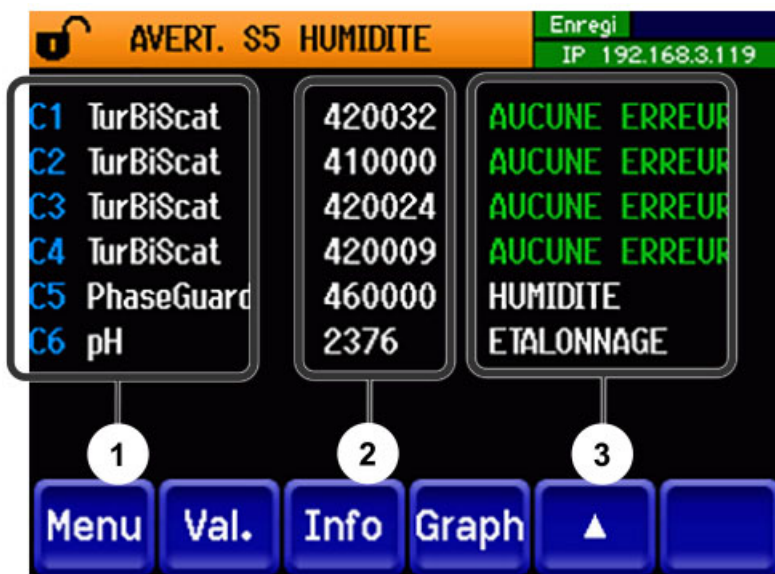 AVERT. S5 HUMIDITE
Enregi
IP 192.168.3.119
C1 TurBiScat 420032 AUCUNE ERREUR
C2 TurBiScat 410000 AUCUNE ERREUR
C3 TurBiScat 420024 AUCUNE ERREUR
C4 TurBiScat 420009 AUCUNE ERREUR
C5 PhaseGuard 460000 HUMIDITE
C6 pH 2376 ETALONNAGE
1 2 3
Menu Val. Info Graph ▲